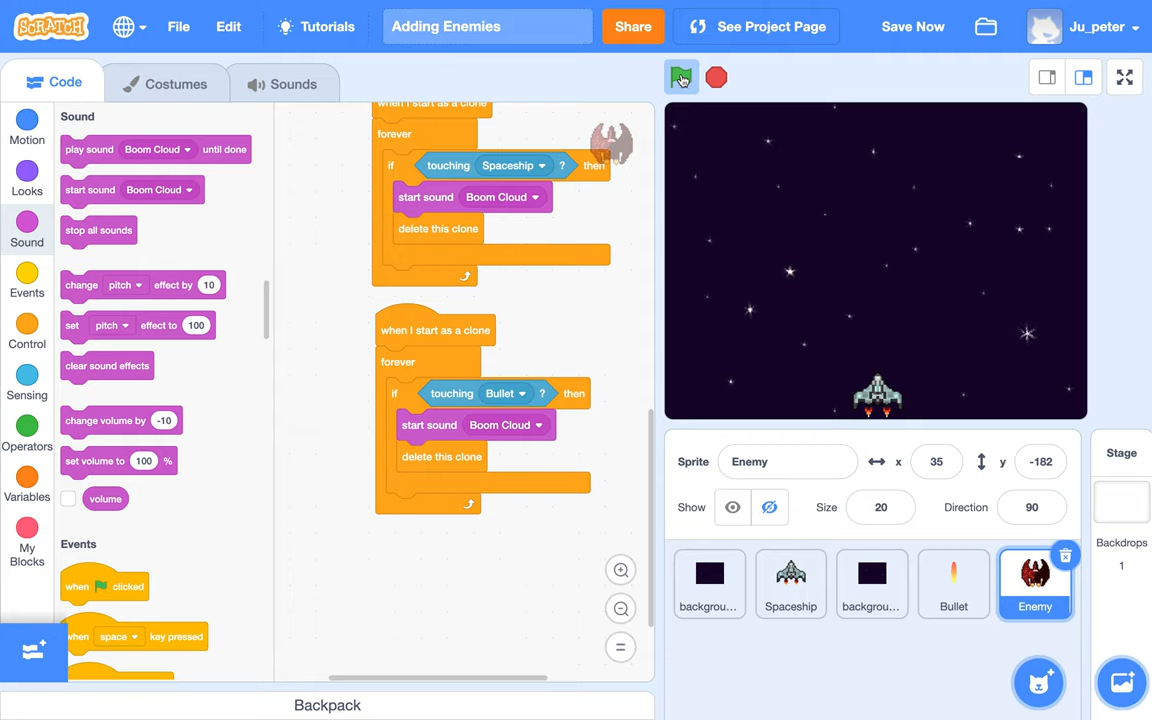 SCRATCH File Edit Tutorials Adding Enemies Share See Project Page Save Now Ju_peter
Code Costumes Sounds
Motion
Looks
Sound
Events
Control
Sensing
Operators
Variables
My
Blocks
Sound
play sound Boom Cloud until done
start sound Boom Cloud
stop all sounds
change pitch effect by 10
set pitch effect to 100
clear sound effects
change volume by -10
set volume to 100 %
volume
Events
when clicked
when space key pressed
when I start as a clone
forever
if touching Spaceship ? then
start sound Boom Cloud
delete this clone
when I start as a clone
forever
if touching Bullet ? then
start sound Boom Cloud
delete this clone
Backpack
Sprite Enemy x 35 y -182
Show Size 20 Direction 90
backgrou... Spaceship backgrou... Bullet Enemy
Stage
Backdrops
1